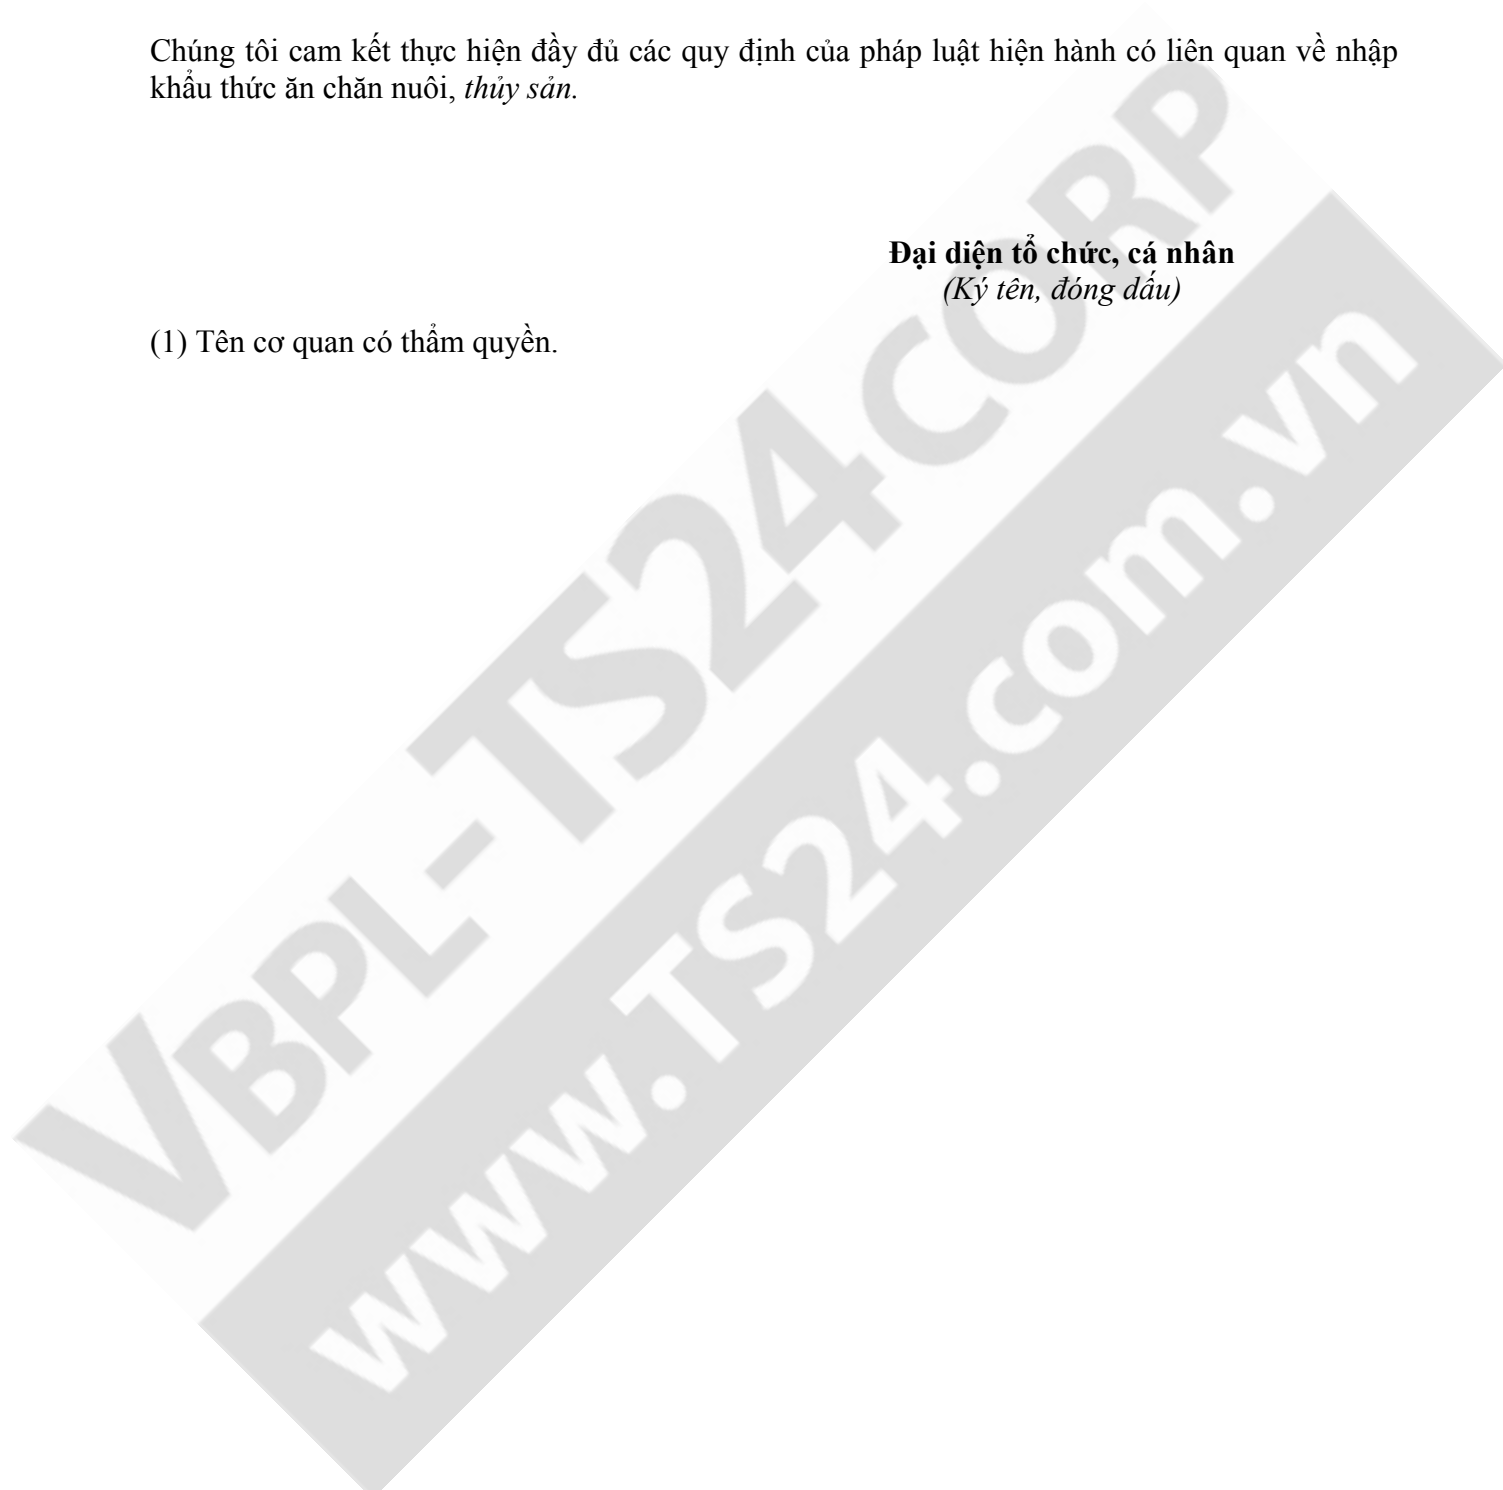 Chúng tôi cam kết thực hiện đầy đủ các quy định của pháp luật hiện hành có liên quan về nhập
khẩu thức ăn chăn nuôi, thủy sản.
Đại diện tổ chức, cá nhân
(Ký tên, đóng dấu)
(1) Tên cơ quan có thẩm quyền.
VBPL-TS24CORP
www.TS24.com.vn